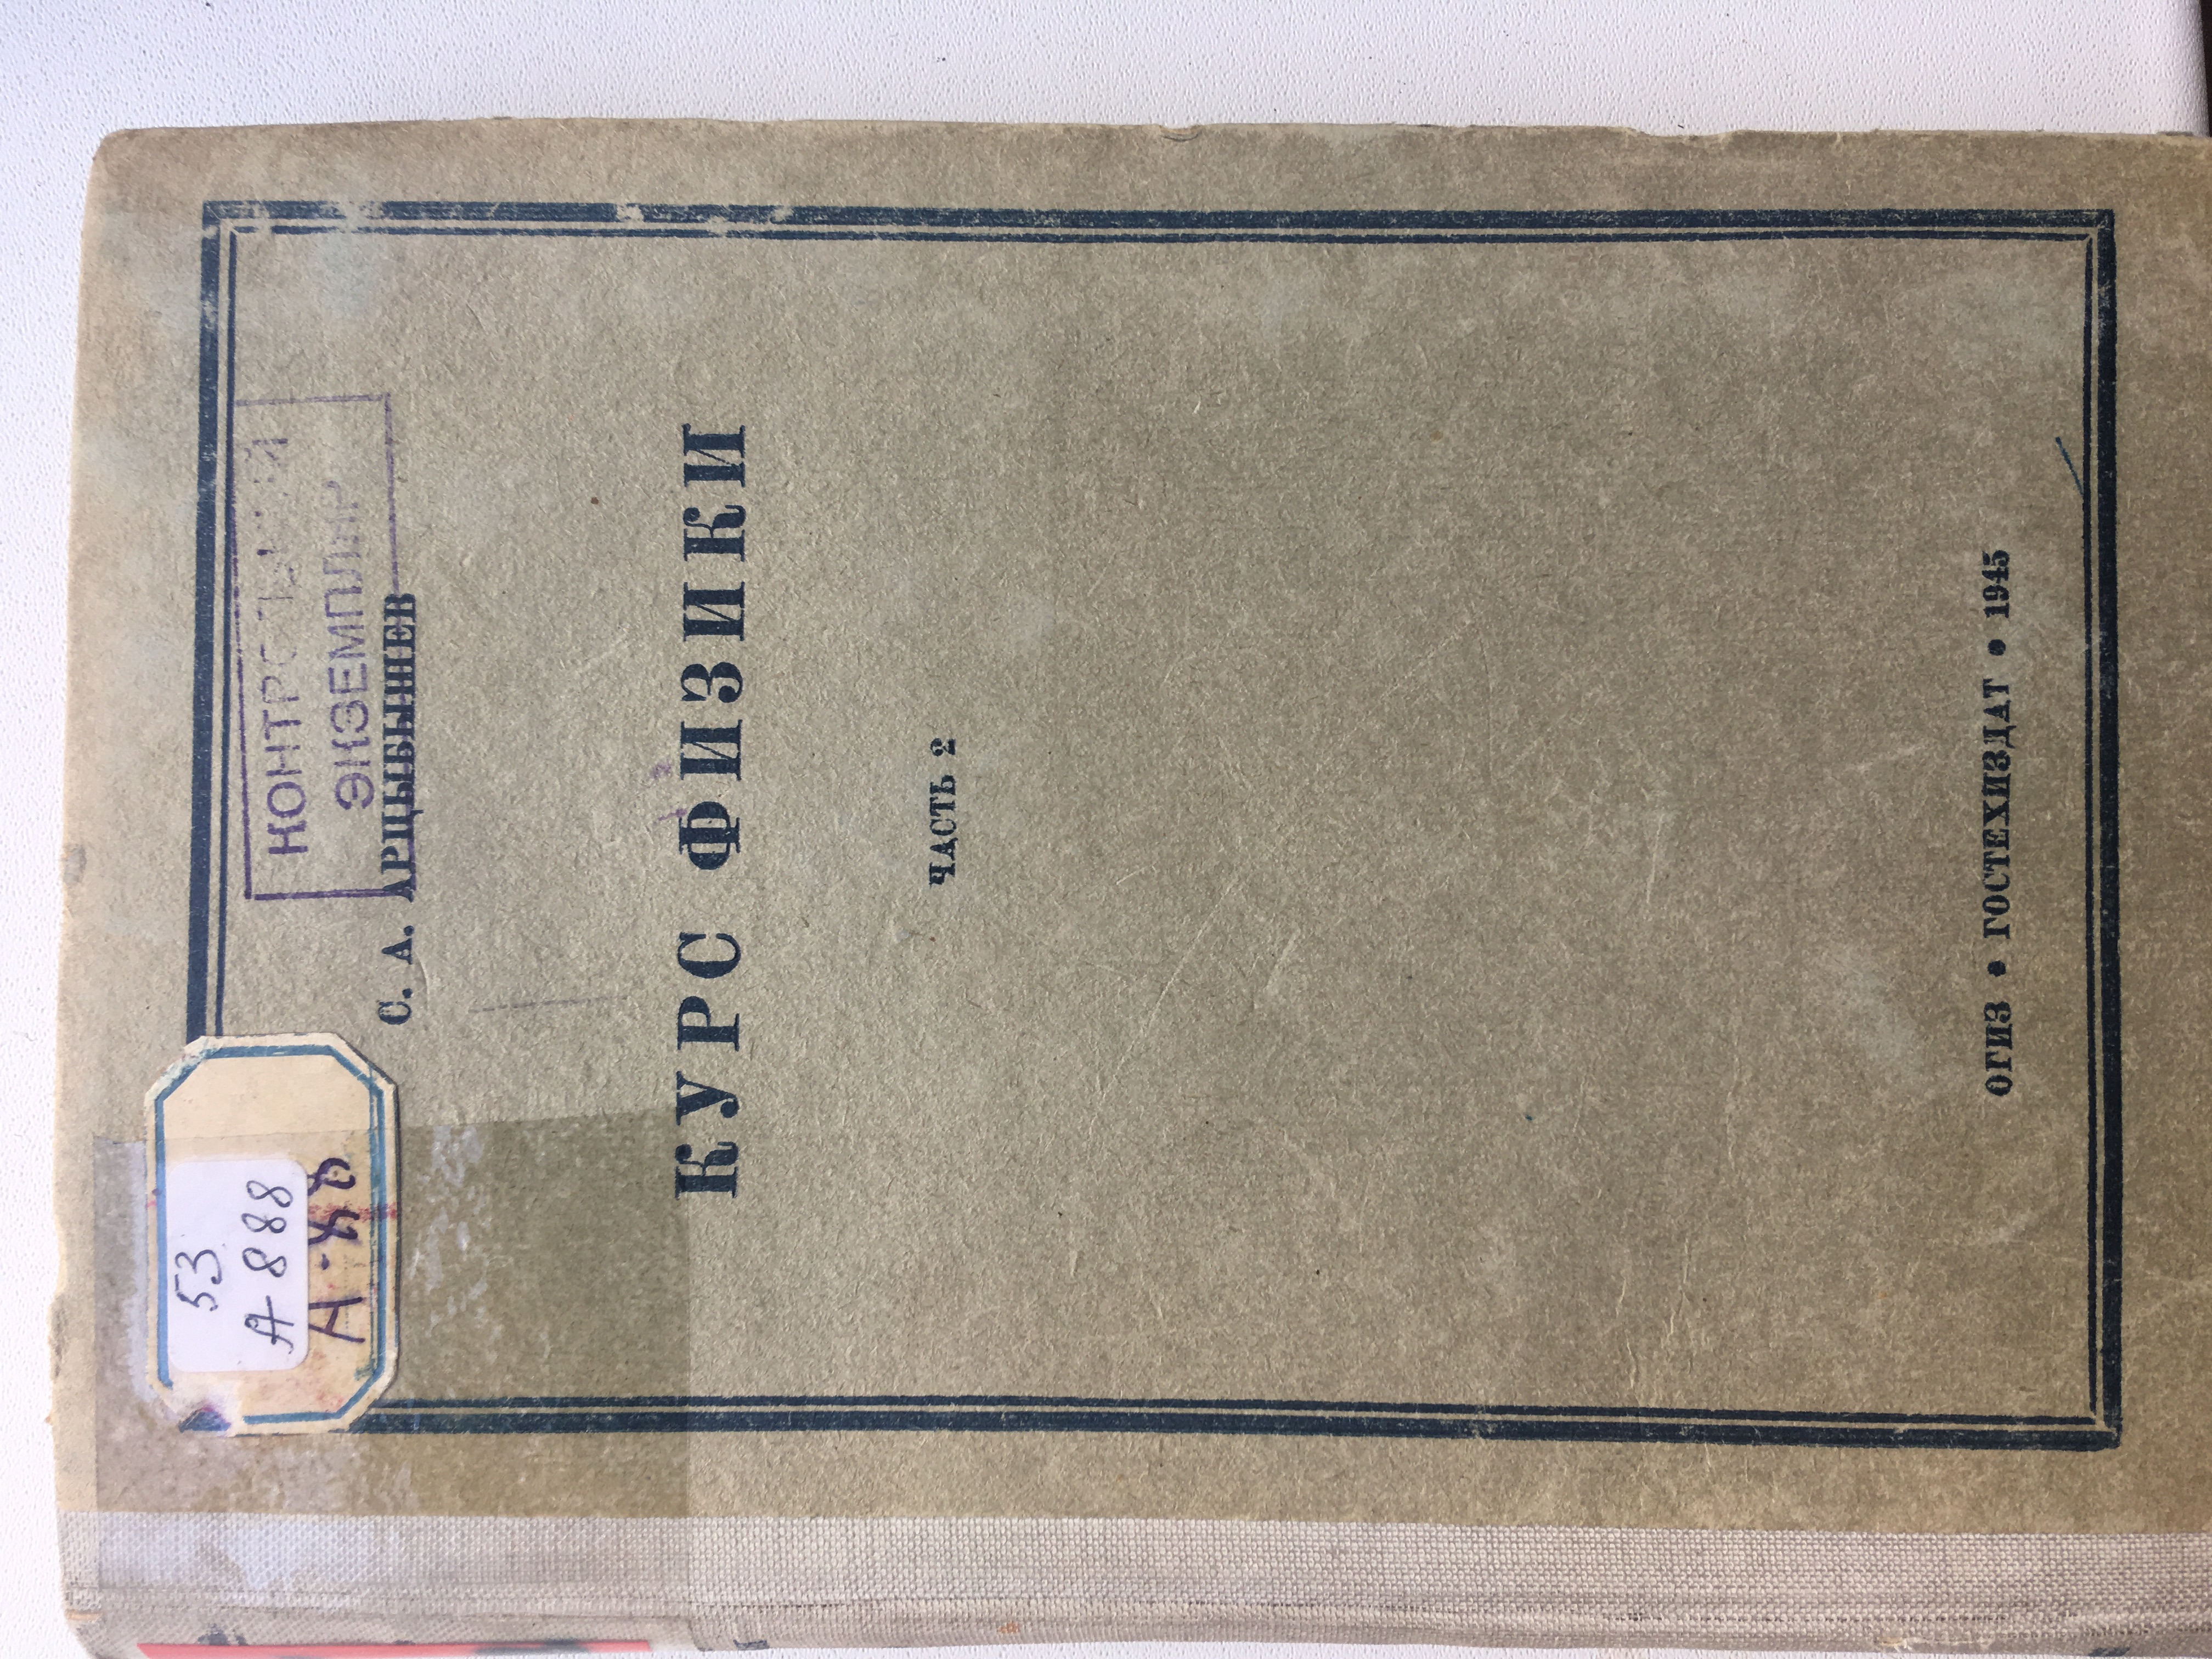 53
А 888
А-88
КОНТРОЛЬНЫЙ
ЭКЗЕМПЛЯР
С. А. АРЦЫБЫШЕВ
КУРС ФИЗИКИ
ЧАСТЬ 2
ОГИЗ • ГОСТЕХИЗДАТ • 1945